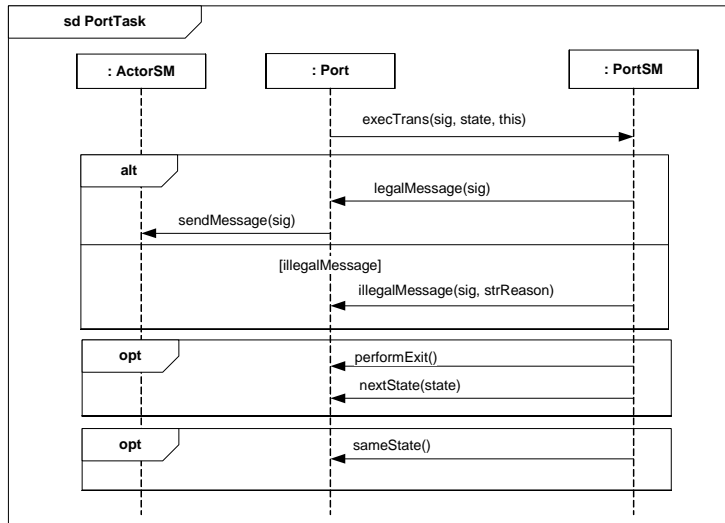 sd PortTask
: ActorSM
: Port
: PortSM
execTrans(sig, state, this)
alt
legalMessage(sig)
sendMessage(sig)
[illegalMessage]
illegalMessage(sig, strReason)
opt
performExit()
nextState(state)
opt
sameState()